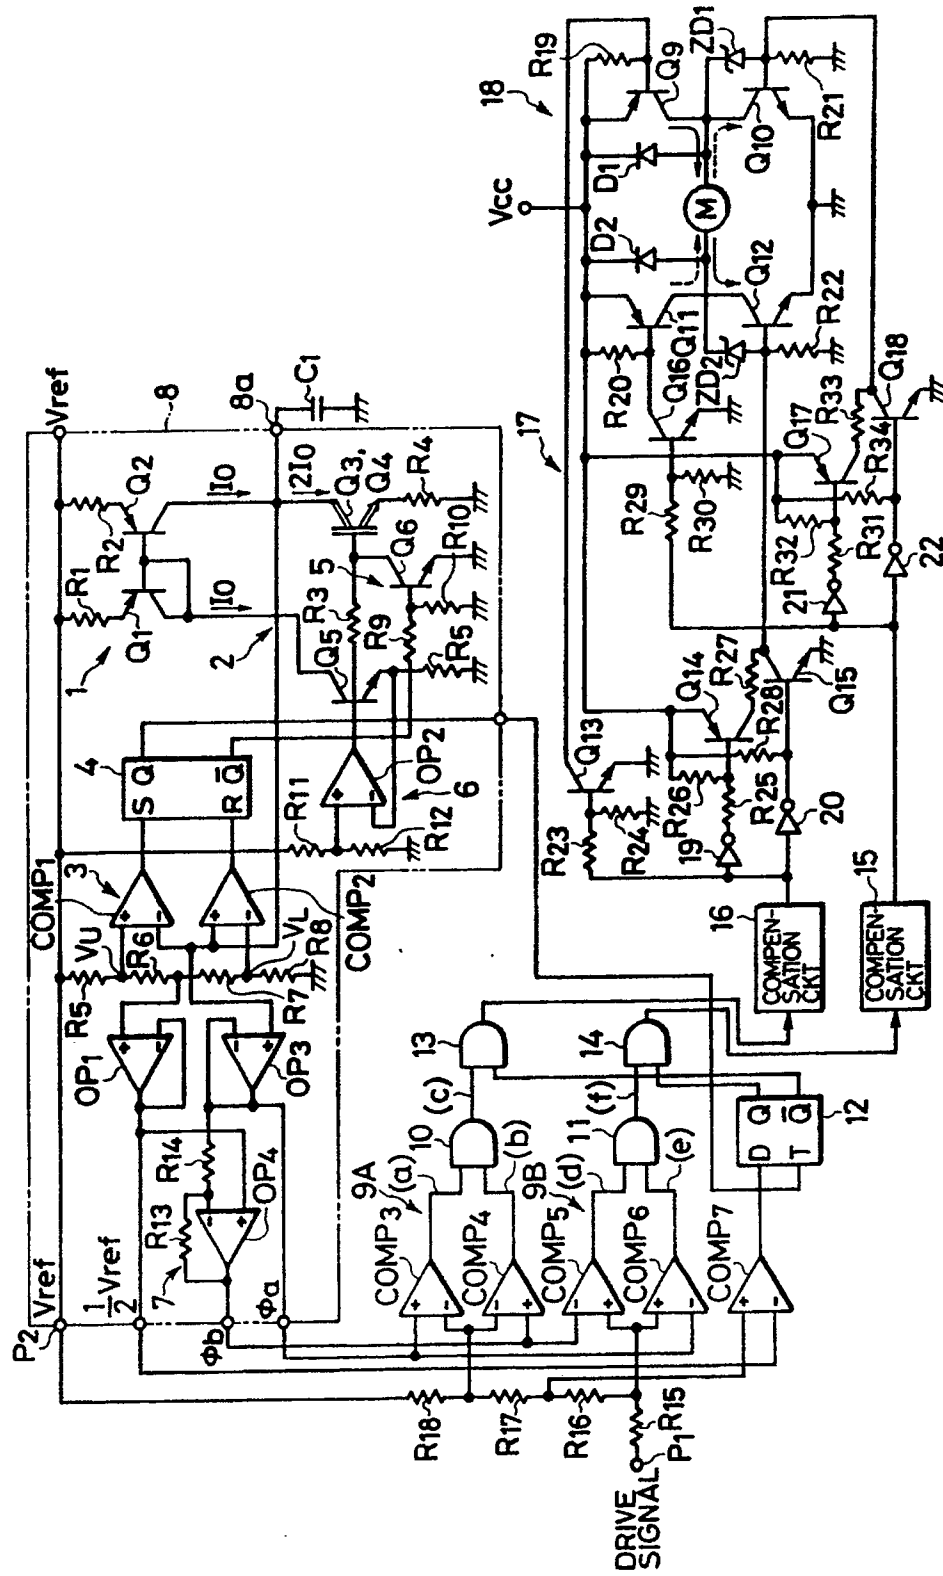 P2
Vref
1/2 Vref
Φb
Φa
7
R13
R14
OP4
OP1
OP3
R5
VU
R6
R7
VL
R8
COMP1
3
COMP2
4
S Q
R Q̅
R11
R12
OP2
6
1
R1
Q1
R2
Q2
I0
I0
2
2I0
Q5
R3
R9
R5
5
Q6
R10
Q3,
Q4
R4
Vref
8
8a
C1
DRIVE
SIGNAL
P1
R15
R16
R17
R18
9A
COMP3
COMP4
9B
COMP5
COMP6
COMP7
(a)
(b)
(c)
(d)
(e)
(f)
10
11
13
14
D Q
T Q̅
12
16
COMPEN-
SATION
CKT
15
COMPEN-
SATION
CKT
17
18
Vcc
R23
R24
Q13
19
20
R25
R26
Q14
R27
R28
Q15
R29
R30
Q16
R20
Q11
ZD2
Q12
R22
D2
D1
M
R19
Q9
ZD1
Q10
R21
21
22
R31
R32
Q17
R33
R34
Q18